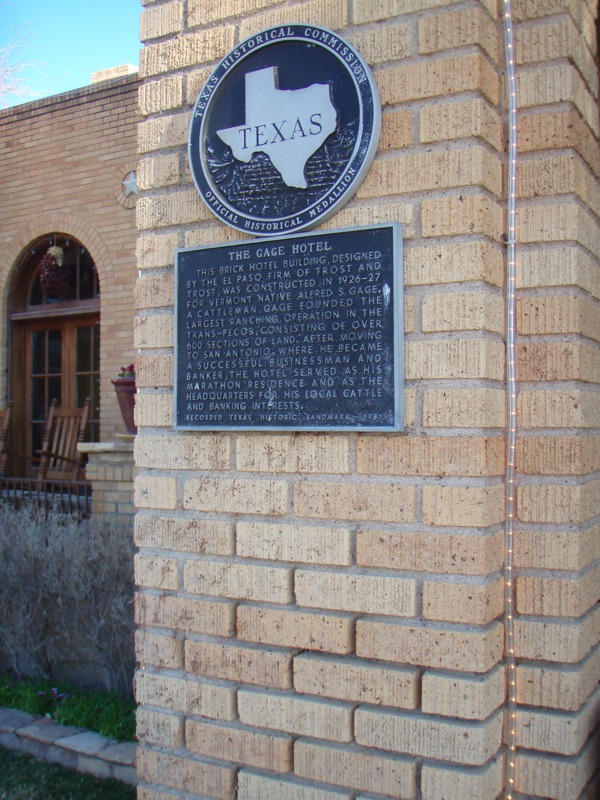 TEXAS HISTORICAL COMMISSION
TEXAS
OFFICIAL HISTORICAL MEDALLION
THE GAGE HOTEL
THIS BRICK HOTEL BUILDING, DESIGNED
BY THE EL PASO FIRM OF TROST AND
TROST, WAS CONSTRUCTED IN 1926-27
FOR VERMONT NATIVE ALFRED S. GAGE.
A CATTLEMAN, GAGE FOUNDED THE
LARGEST RANCHING OPERATION IN THE
TRANS-PECOS, CONSISTING OF OVER
600 SECTIONS OF LAND. AFTER MOVING
TO SAN ANTONIO, WHERE HE BECAME
A SUCCESSFUL BUSINESSMAN AND
BANKER, THE HOTEL SERVED AS HIS
MARATHON RESIDENCE AND AS THE
HEADQUARTERS FOR HIS LOCAL CATTLE
AND BANKING INTERESTS.
RECORDED TEXAS HISTORIC LANDMARK - 1981